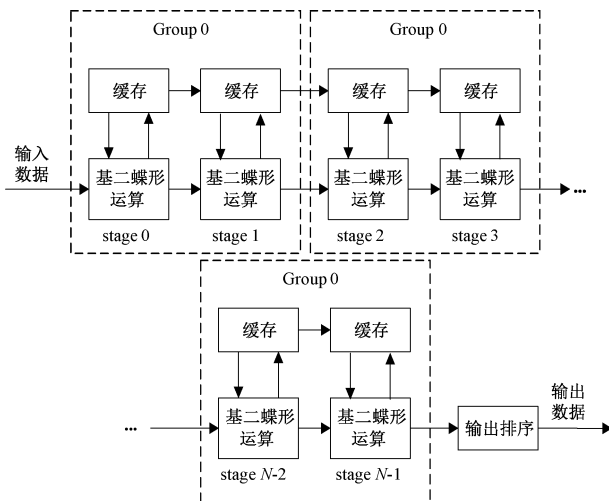 Group 0
Group 0
缓存
缓存
缓存
缓存
输入
数据
基二蝶形
运算
基二蝶形
运算
基二蝶形
运算
基二蝶形
运算
...
stage 0
stage 1
stage 2
stage 3
Group 0
缓存
缓存
...
基二蝶形
运算
基二蝶形
运算
输出排序
输出
数据
stage N-2
stage N-1